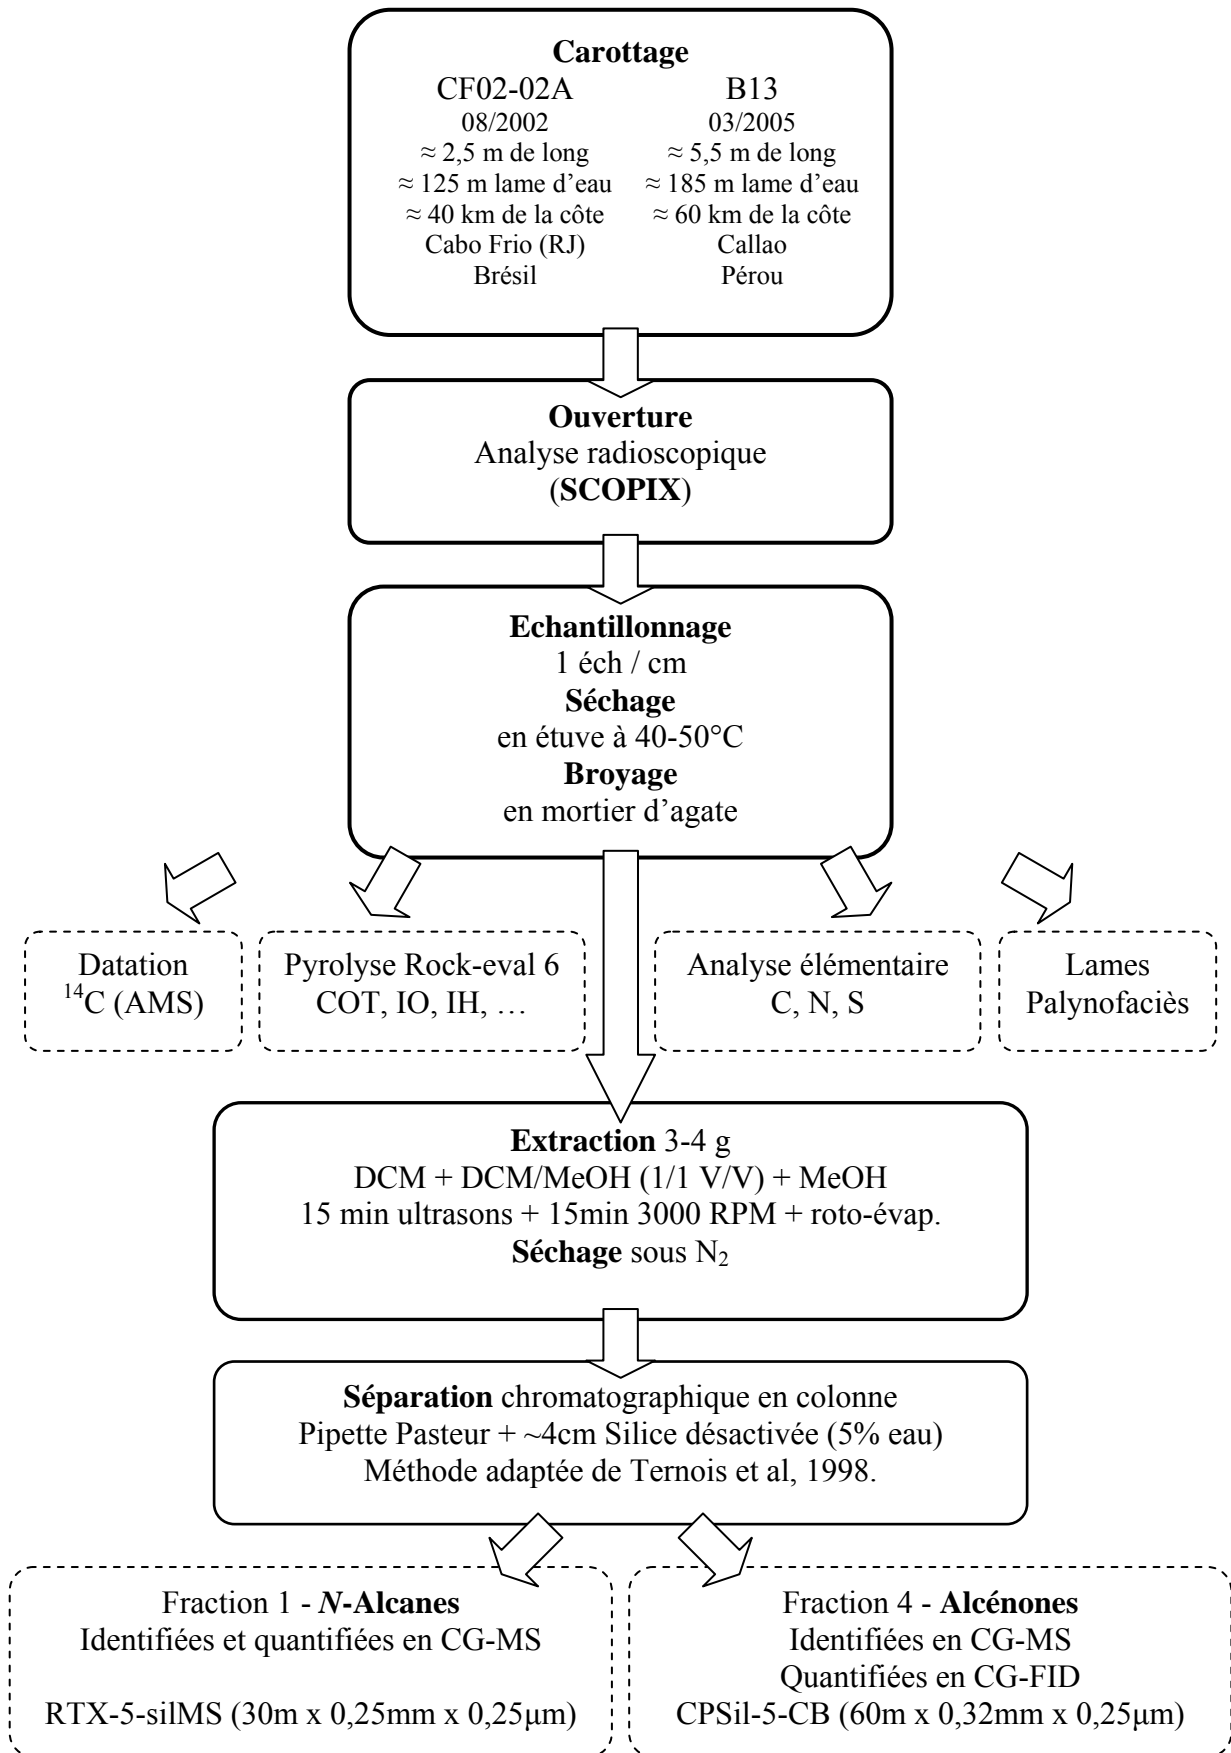 Carottage
CF02-02A
08/2002
≈ 2,5 m de long
≈ 125 m lame d’eau
≈ 40 km de la côte
Cabo Frio (RJ)
Brésil
B13
03/2005
≈ 5,5 m de long
≈ 185 m lame d’eau
≈ 60 km de la côte
Callao
Pérou
Ouverture
Analyse radioscopique
(SCOPIX)
Echantillonnage
1 éch / cm
Séchage
en étuve à 40-50°C
Broyage
en mortier d’agate
Datation
¹⁴C (AMS)
Pyrolyse Rock-eval 6
COT, IO, IH, …
Analyse élémentaire
C, N, S
Lames
Palynofaciès
Extraction 3-4 g
DCM + DCM/MeOH (1/1 V/V) + MeOH
15 min ultrasons + 15min 3000 RPM + roto-évap.
Séchage sous N₂
Séparation chromatographique en colonne
Pipette Pasteur + ~4cm Silice désactivée (5% eau)
Méthode adaptée de Ternois et al, 1998.
Fraction 1 - N-Alcanes
Identifiées et quantifiées en CG-MS
RTX-5-silMS (30m x 0,25mm x 0,25µm)
Fraction 4 - Alcénones
Identifiées en CG-MS
Quantifiées en CG-FID
CPSil-5-CB (60m x 0,32mm x 0,25µm)